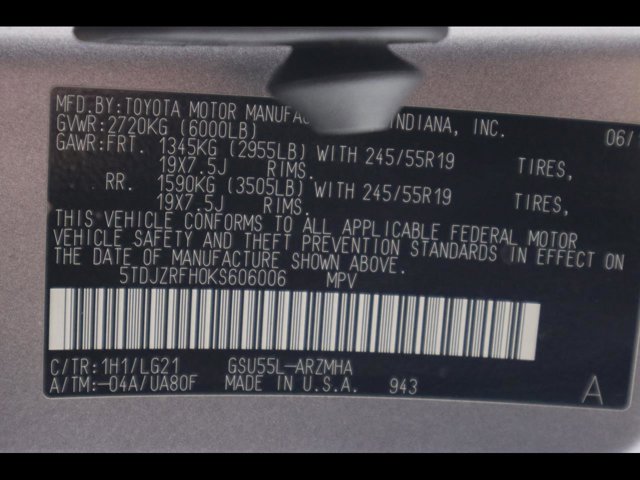 MFD.BY:TOYOTA MOTOR MANUFAC INDIANA, INC. 06/
GVWR:2720KG (6000LB)
GAWR:FRT. 1345KG (2955LB) WITH 245/55R19 TIRES,
19X7.5J RIMS.
RR. 1590KG (3505LB) WITH 245/55R19 TIRES,
19X7.5J RIMS.
THIS VEHICLE CONFORMS TO ALL APPLICABLE FEDERAL MOTOR
VEHICLE SAFETY AND THEFT PREVENTION STANDARDS IN EFFECT ON
THE DATE OF MANUFACTURE SHOWN ABOVE.
5TDJZRFH0KS606006 MPV
C/TR:1H1/LG21 GSU55L-ARZMHA
A/TM:-04A/UA80F MADE IN U.S.A. 943 A